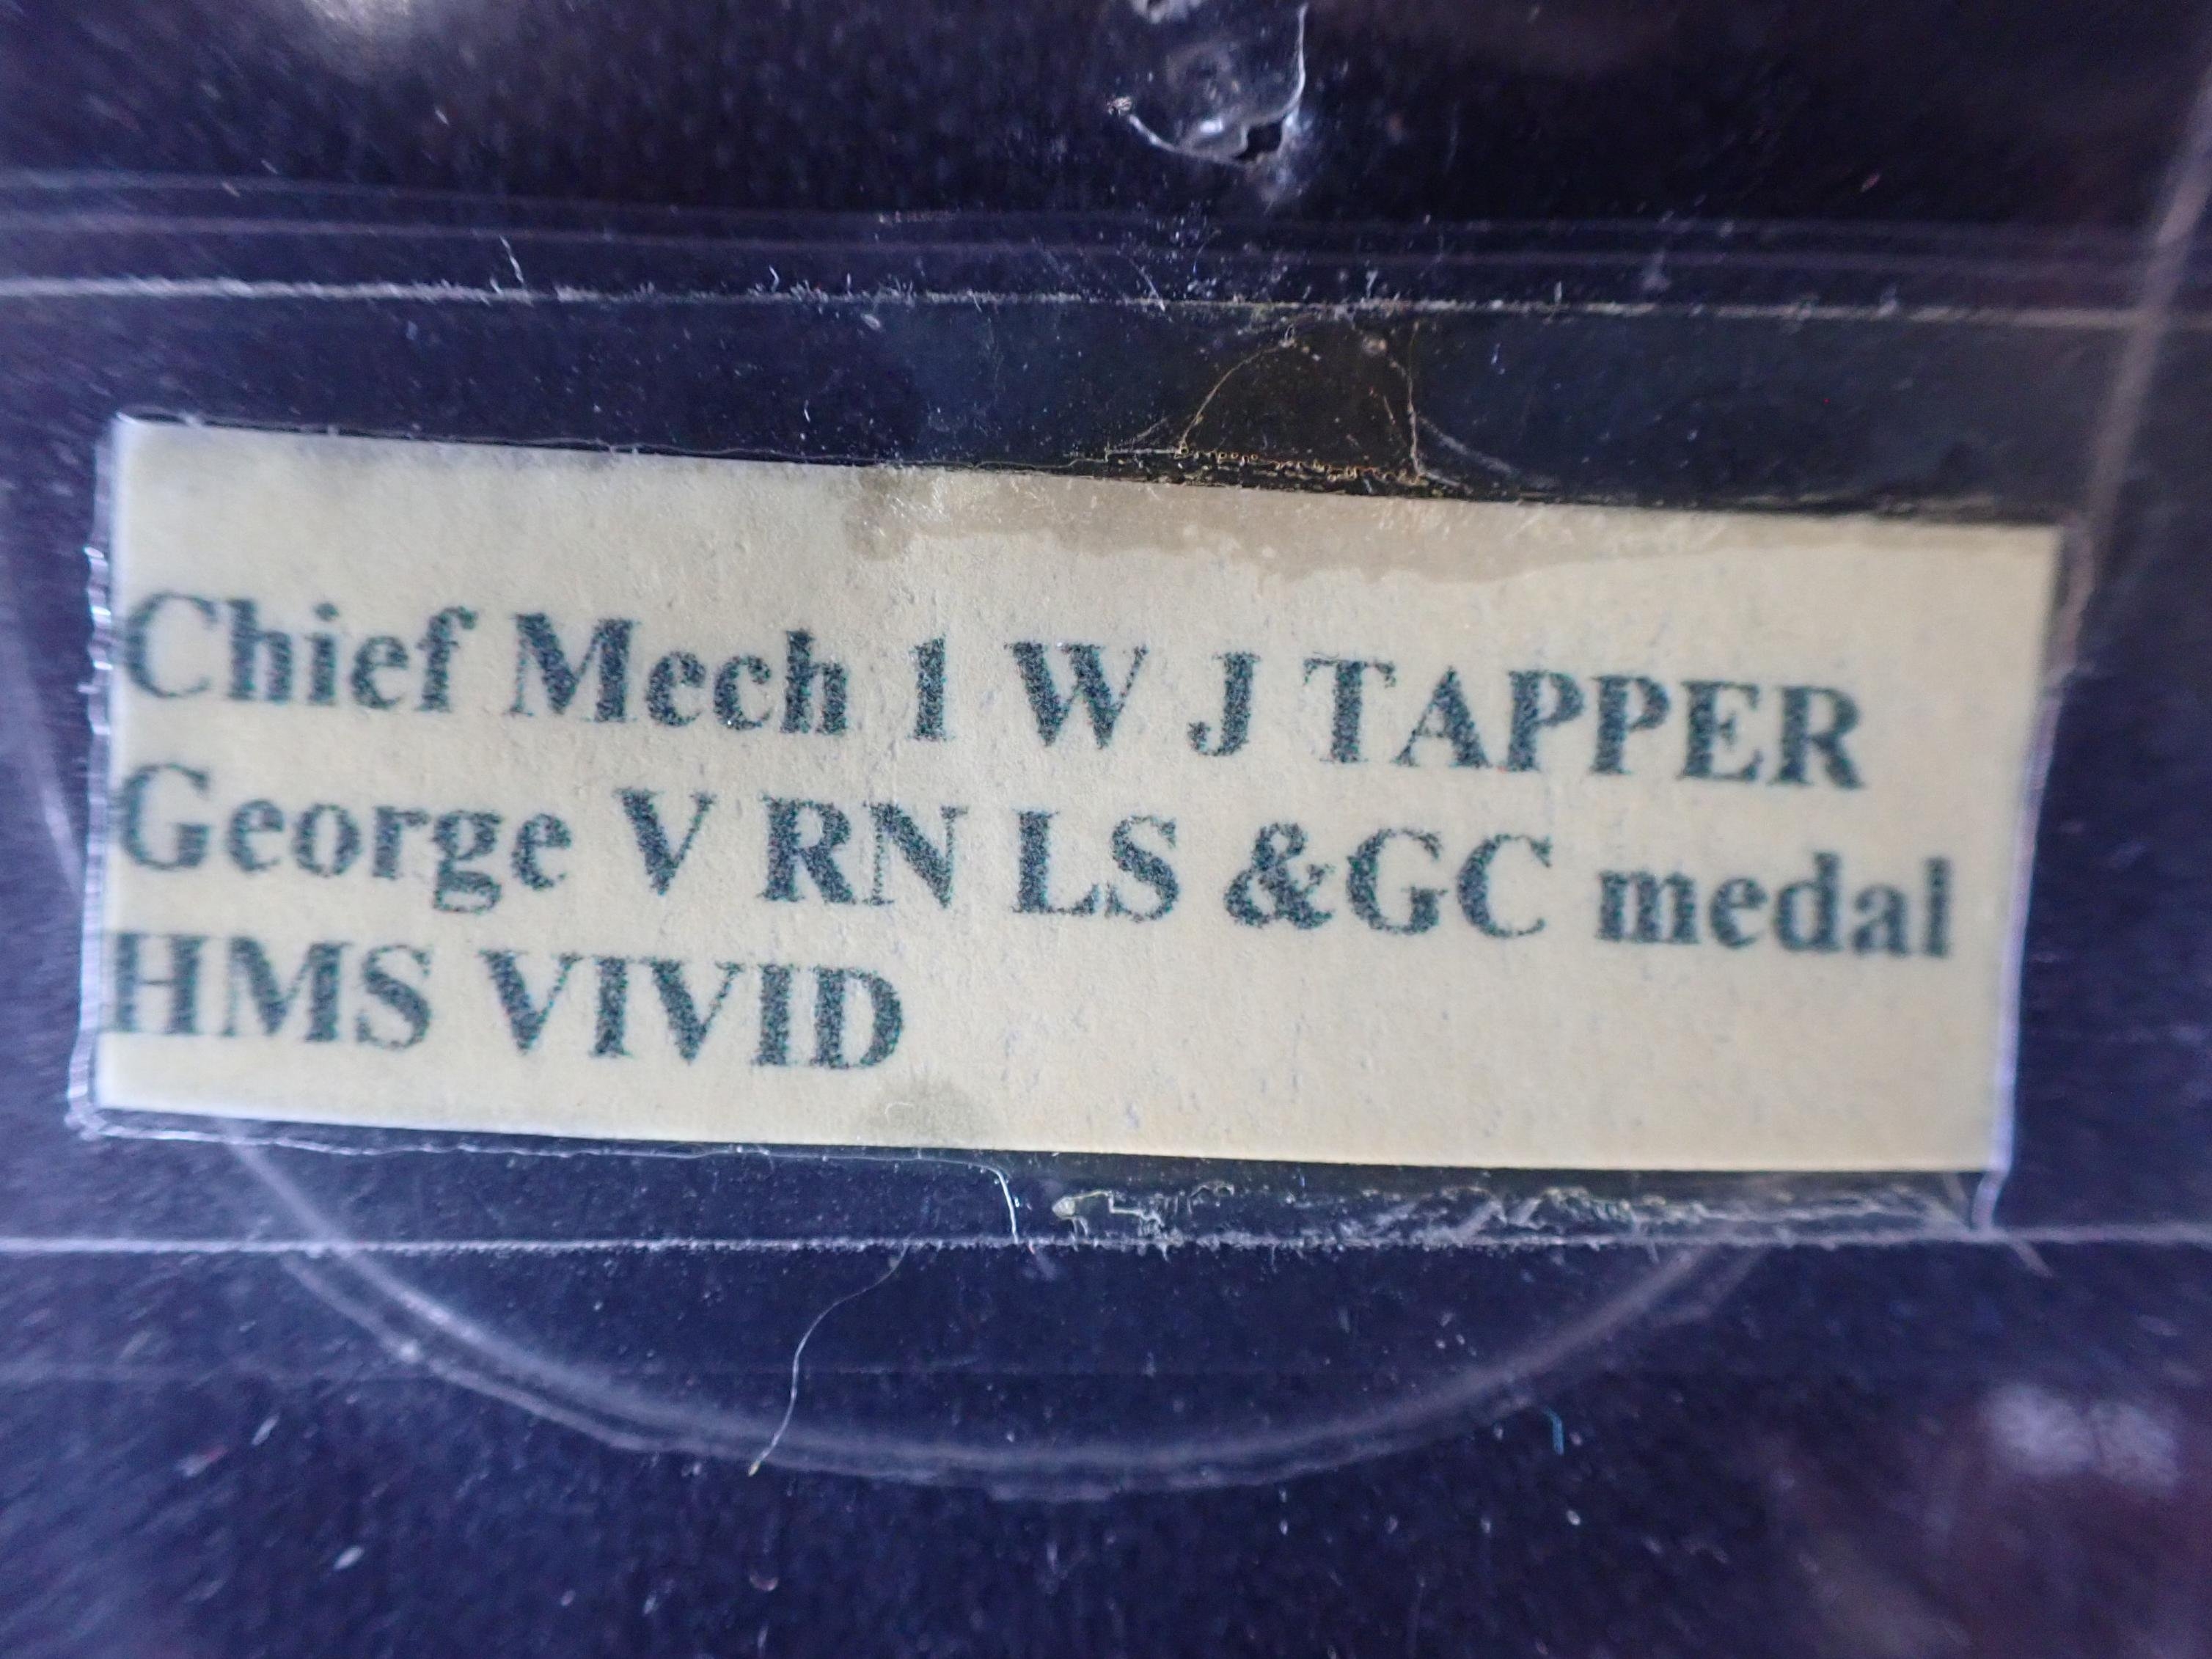 Chief Mech 1 W J TAPPER
George V RN LS &GC medal
HMS VIVID